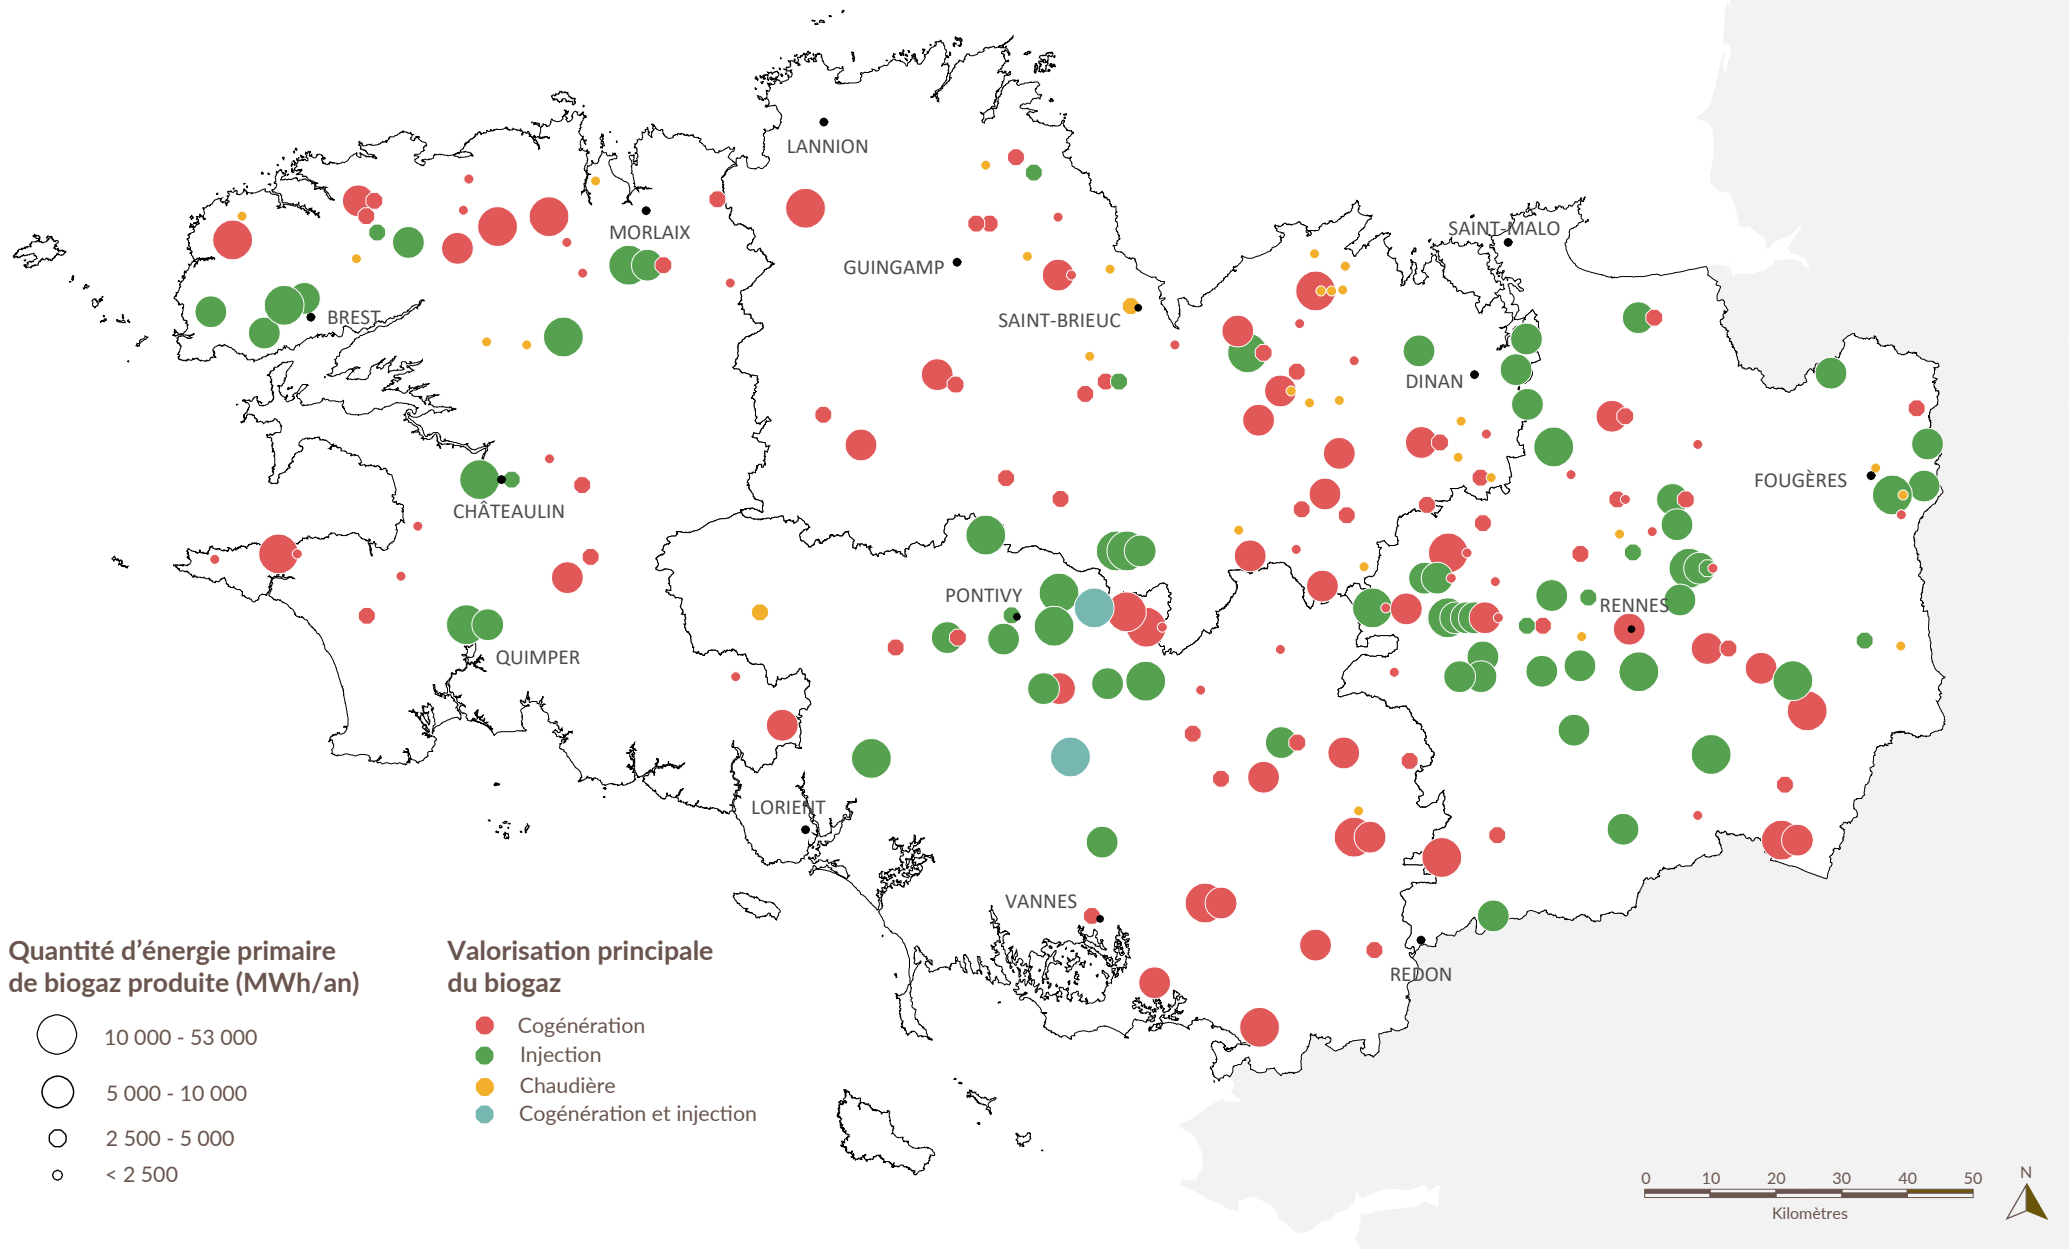 LANNION
SAINT-MALO
MORLAIX
GUINGAMP
BREST
SAINT-BRIEUC
DINAN
FOUGÈRES
CHÂTEAULIN
PONTIVY
RENNES
QUIMPER
LORIENT
VANNES
REDON
Quantité d'énergie primaire
de biogaz produite (MWh/an)
10 000 - 53 000
5 000 - 10 000
2 500 - 5 000
< 2 500
Valorisation principale
du biogaz
Cogénération
Injection
Chaudière
Cogénération et injection
0 10 20 30 40 50
Kilomètres
N